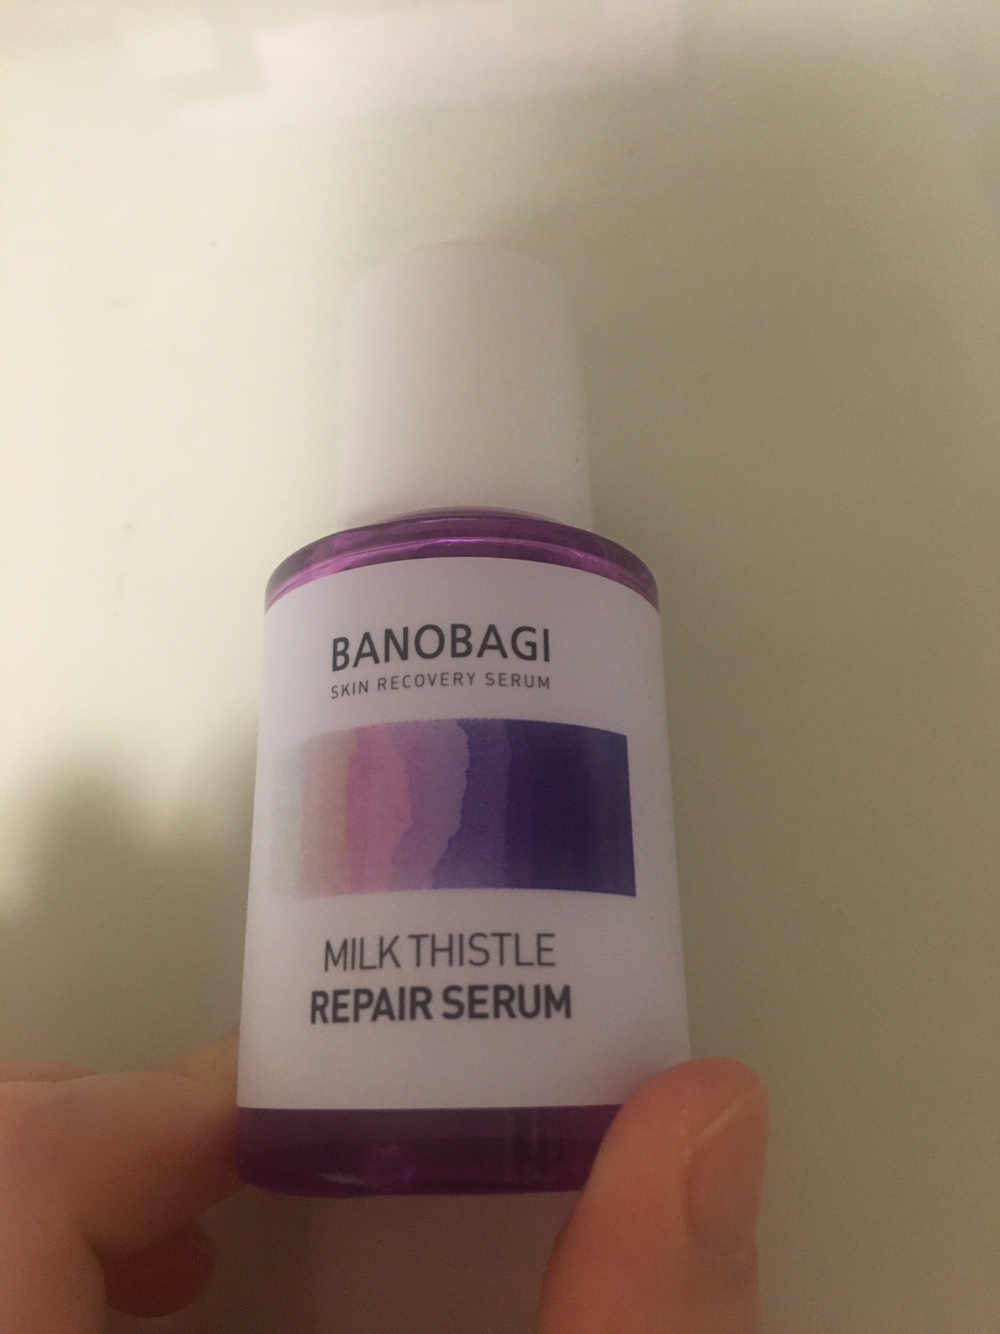 BANOBAGI
SKIN RECOVERY SERUM
MILK THISTLE
REPAIR SERUM